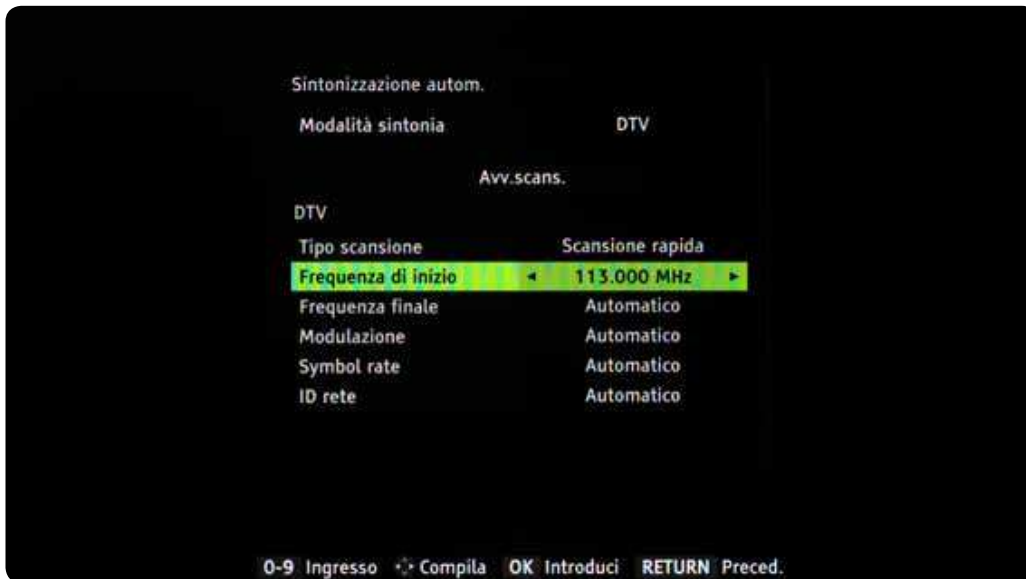 Sintonizzazione autom.
Modalità sintonia DTV
Avv.scans.
DTV
Tipo scansione Scansione rapida
Frequenza di inizio ◄ 113.000 MHz ►
Frequenza finale Automatico
Modulazione Automatico
Symbol rate Automatico
ID rete Automatico
0-9 Ingresso Compila OK Introduci RETURN Preced.